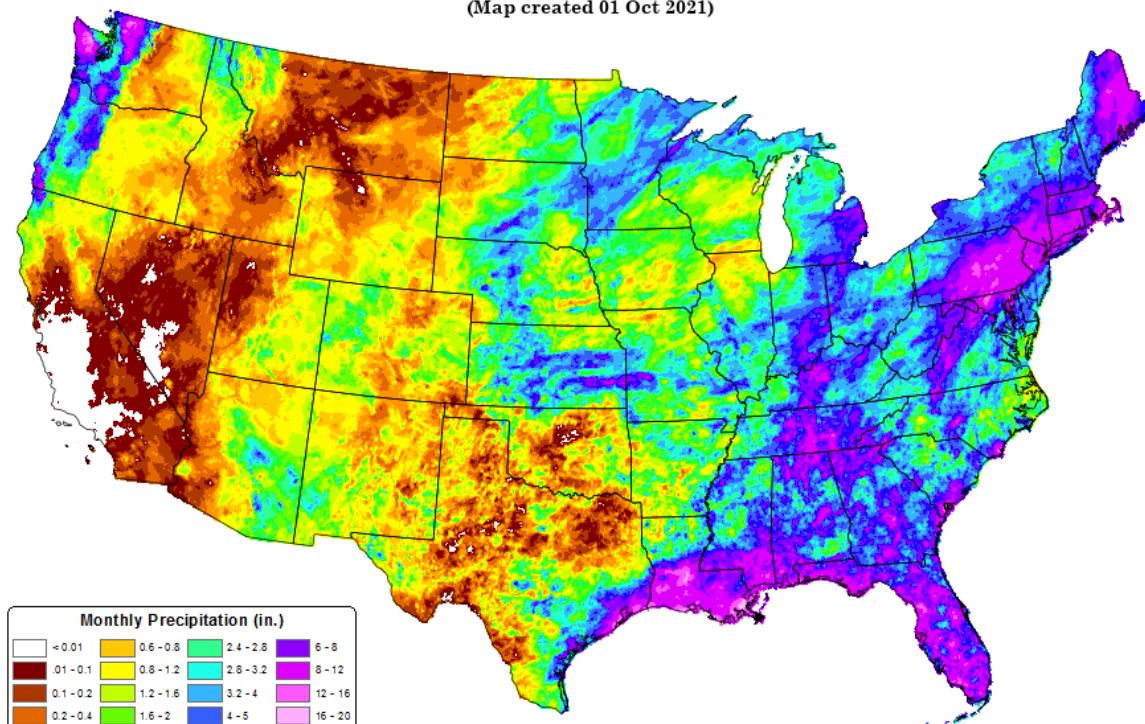 (Map created 01 Oct 2021)
Monthly Precipitation (in.)
< 0.01 0.6 - 0.8 2.4 - 2.8 6 - 8
.01 - 0.1 0.8 - 1.2 2.8 - 3.2 8 - 12
0.1 - 0.2 1.2 - 1.6 3.2 - 4 12 - 16
0.2 - 0.4 1.6 - 2 4 - 5 16 - 20